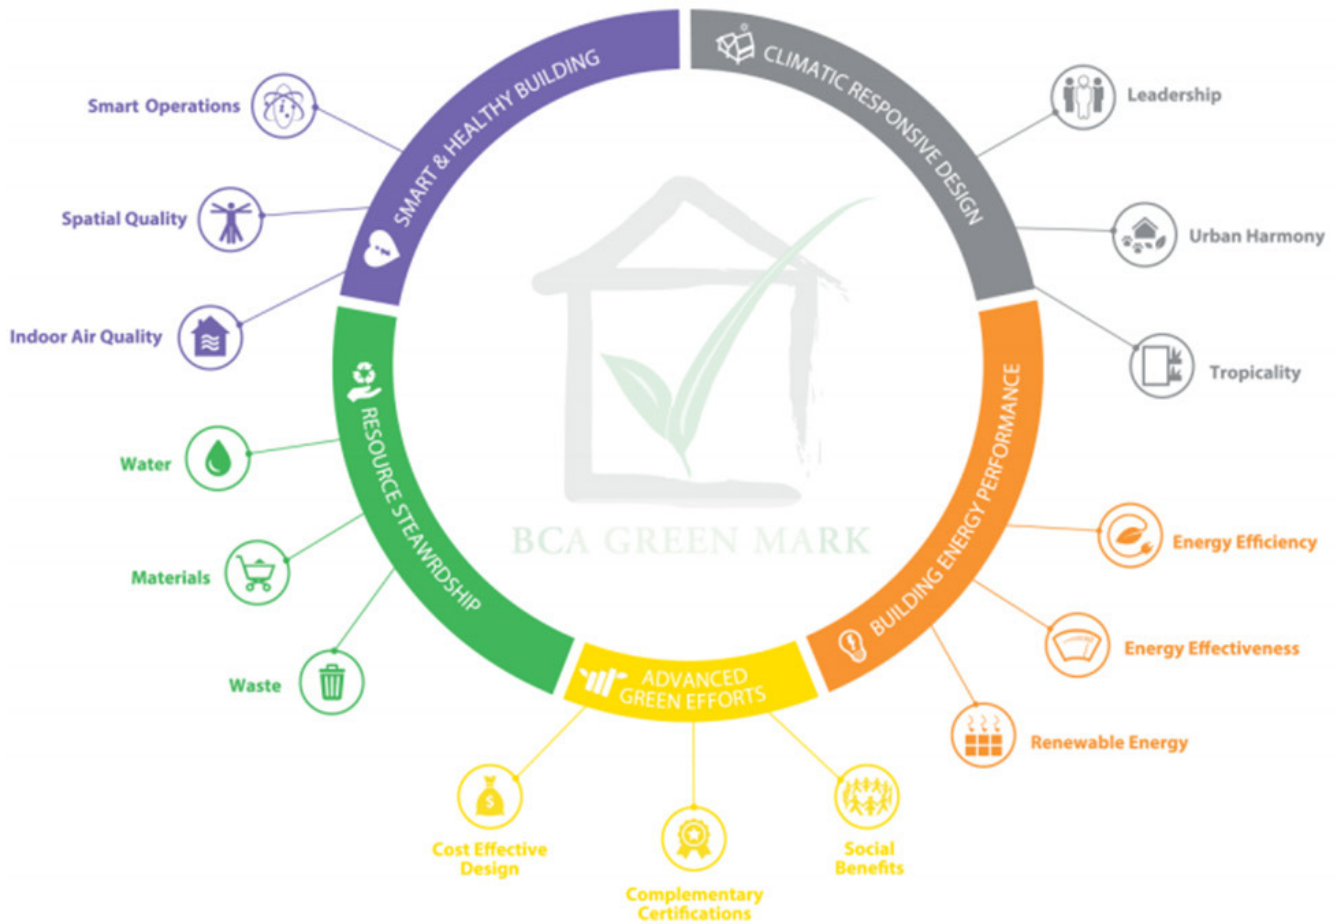 SMART & HEALTHY BUILDING
CLIMATIC RESPONSIVE DESIGN
Smart Operations
Spatial Quality
Indoor Air Quality
Leadership
Urban Harmony
Tropicality
RESOURCE STEAWRDSHIP
Water
Materials
Waste
BCA GREEN MARK
BUILDING ENERGY PERFORMANCE
Energy Efficiency
Energy Effectiveness
Renewable Energy
ADVANCED
GREEN EFFORTS
$
Cost Effective
Design
Complementary
Certifications
Social
Benefits